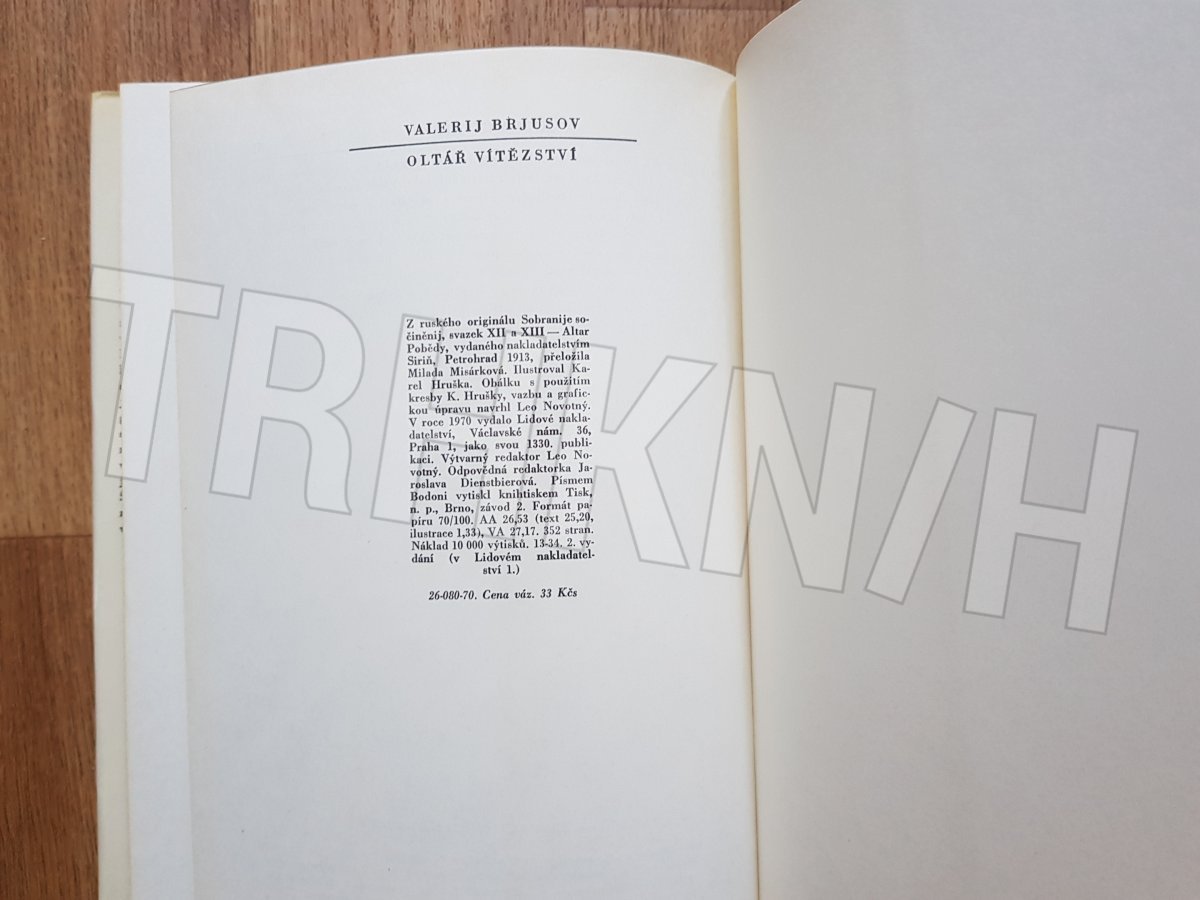 VALERIJ BRJUSOV
OLTÁŘ VÍTĚZSTVÍ
Z ruského originálu Sobranije so-
činěnij, svazek XII a XIII — Altar
Pobědy, vydaného nakladatelstvím
Siriň, Petrohrad 1913, přeložila
Milada Misárková. Ilustroval Ka-
rel Hruška. Obálku s použitím
kresby K. Hrušky, vazbu a grafic-
kou úpravu navrhl Leo Novotný.
V roce 1970 vydalo Lidové nakla-
datelství, Václavské nám. 36,
Praha 1, jako svou 1330. publi-
kaci. Výtvarný redaktor Leo No-
votný. Odpovědná redaktorka Ja-
roslava Dienstbierová. Písmem
Bodoni vytiskl knihtiskem Tisk,
n. p., Brno, závod 2. Formát pa-
píru 70/100. AA 26,53 (text 25,20,
ilustrace 1,33), VA 27,17. 352 stran.
Náklad 10 000 výtisků. 13-34. 2. vy-
dání (v Lidovém nakladatel-
ství 1.)
26-080-70. Cena váz. 33 Kčs